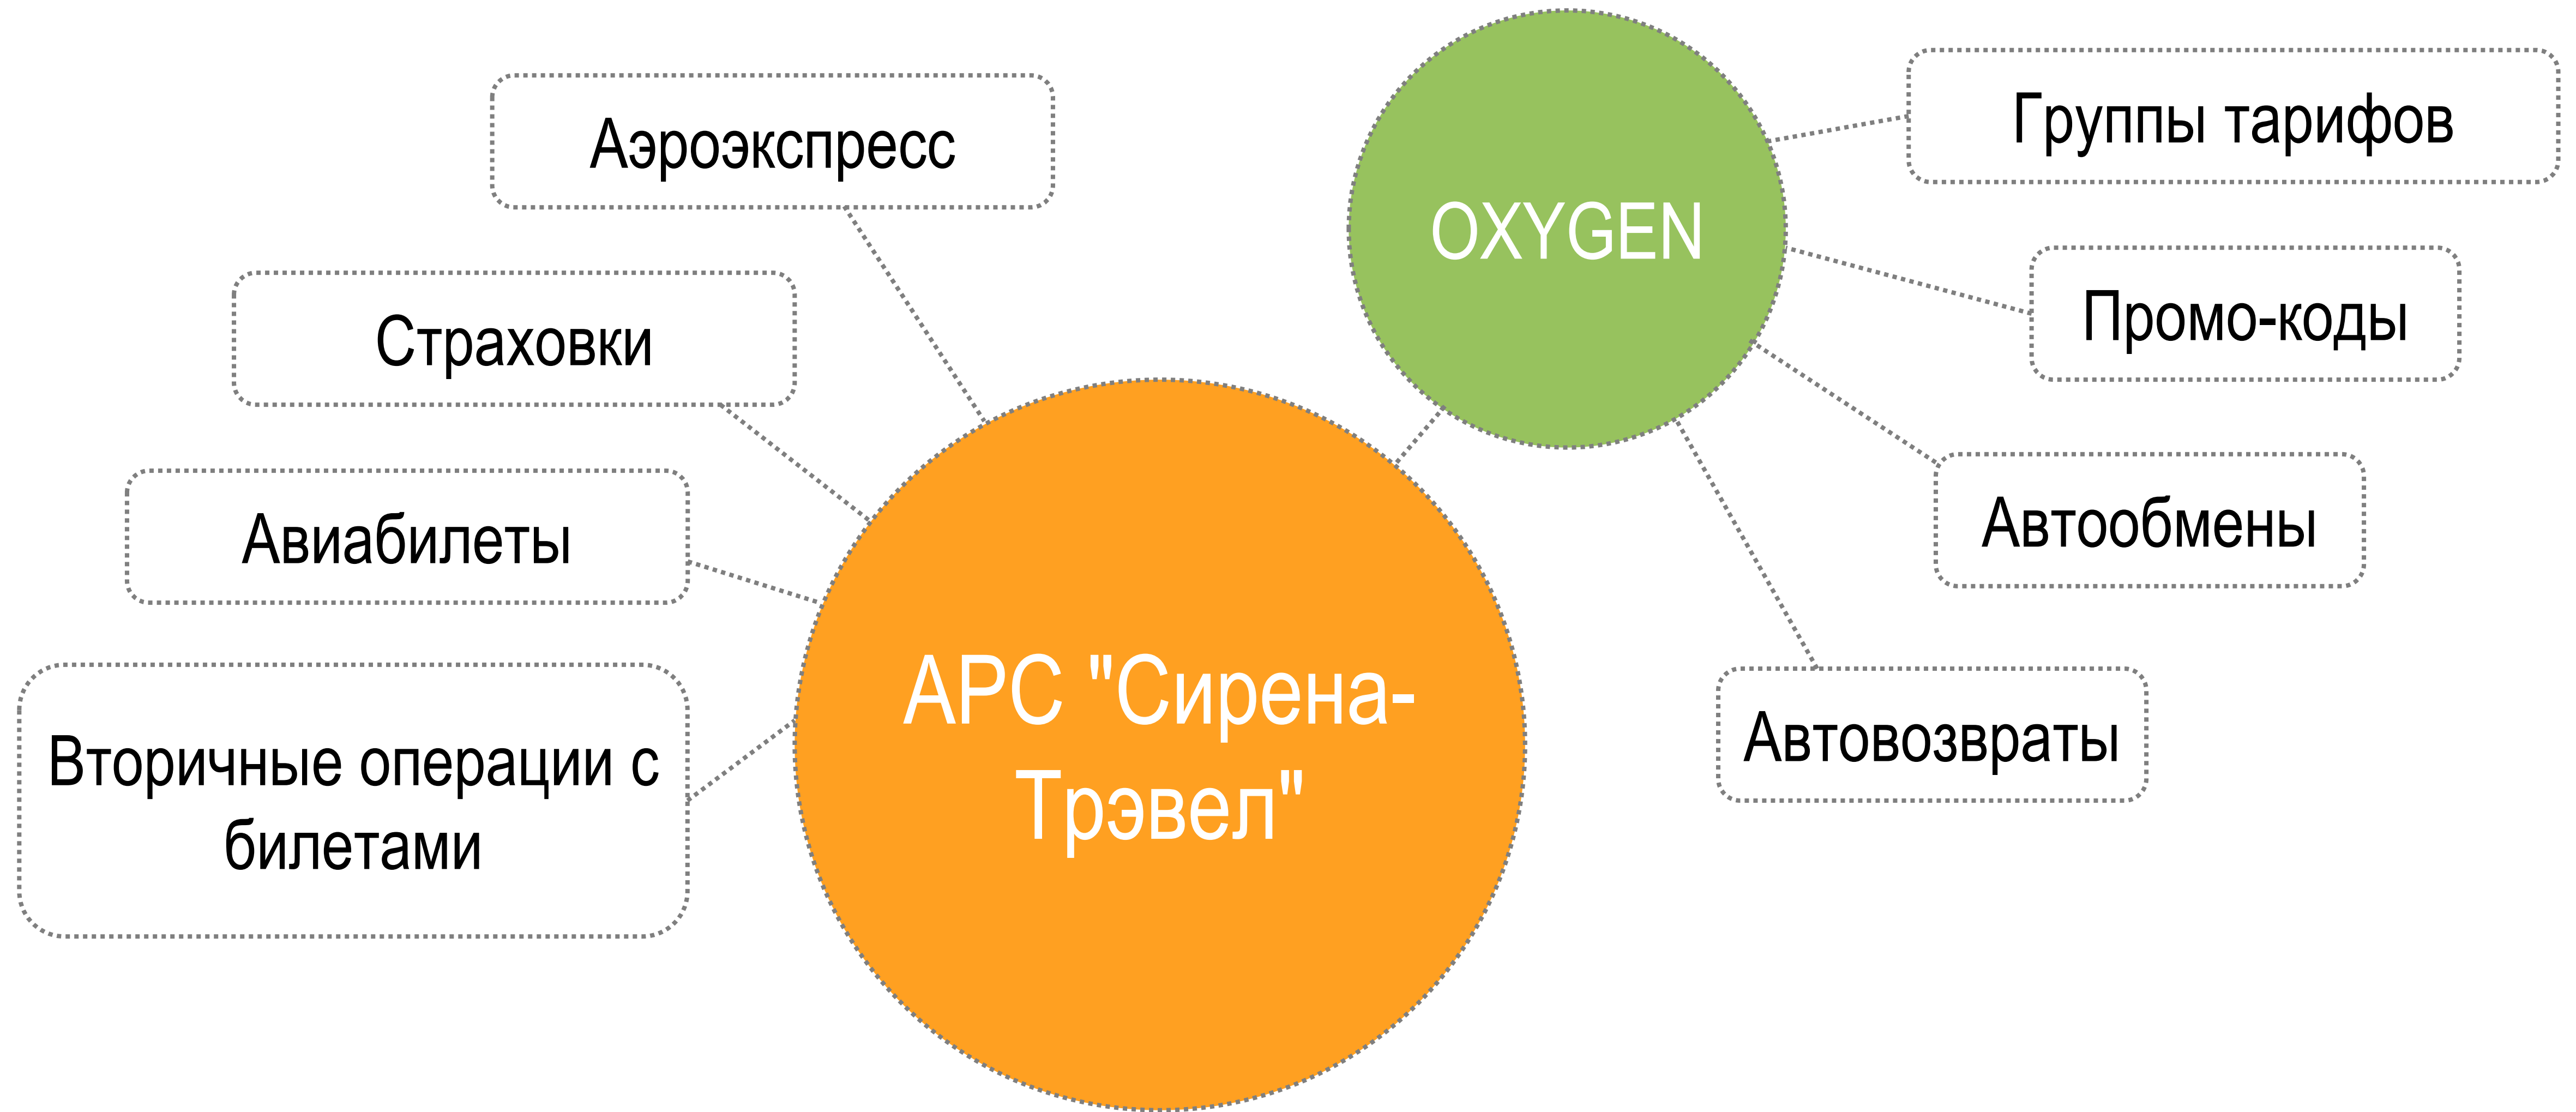 Аэроэкспресс
Страховки
Авиабилеты
Вторичные операции с
билетами
АРС "Сирена-
Трэвел"
OXYGEN
Группы тарифов
Промо-коды
Автообмены
Автовозвраты